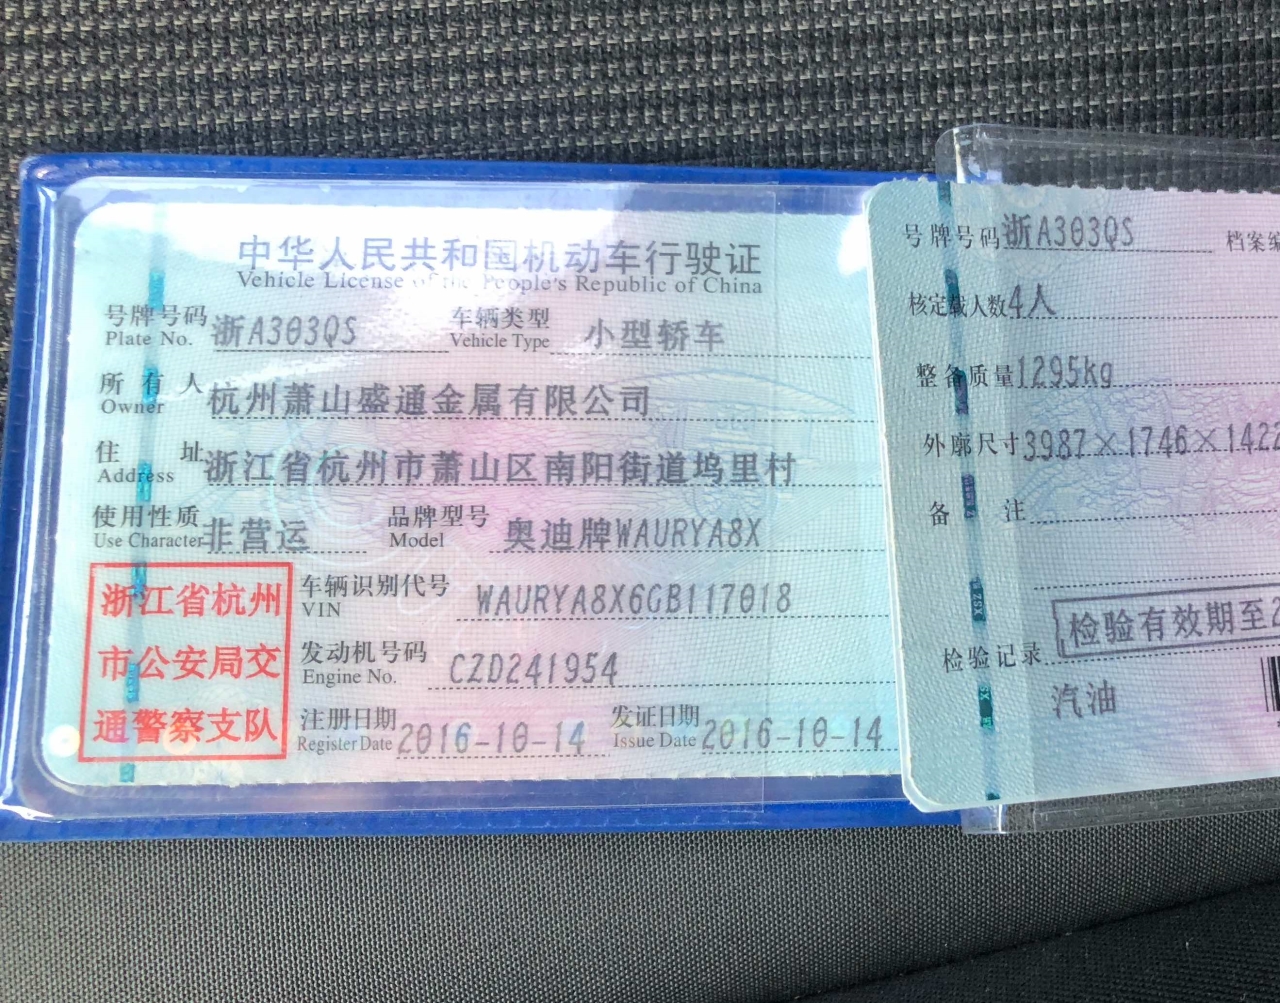 中华人民共和国机动车行驶证
Vehicle License of the People's Republic of China
号牌号码 浙A303QS 车辆类型 小型轿车
Plate No. Vehicle Type
所有人 杭州萧山盛通金属有限公司
Owner
住址 浙江省杭州市萧山区南阳街道坞里村
Address
使用性质 非营运 品牌型号 奥迪牌WAURYA8X
Use Character Model
浙江省杭州
市公安局交
通警察支队
车辆识别代号 WAURYA8X6GB117018
VIN
发动机号码 CZD241954
Engine No.
注册日期 2016-10-14 发证日期 2016-10-14
Register Date Issue Date
号牌号码 浙A303QS 档案编
核定载人数 4人
整备质量 1295kg
外廓尺寸 3987×1746×1422
备注
检验记录 检验有效期至2
汽油